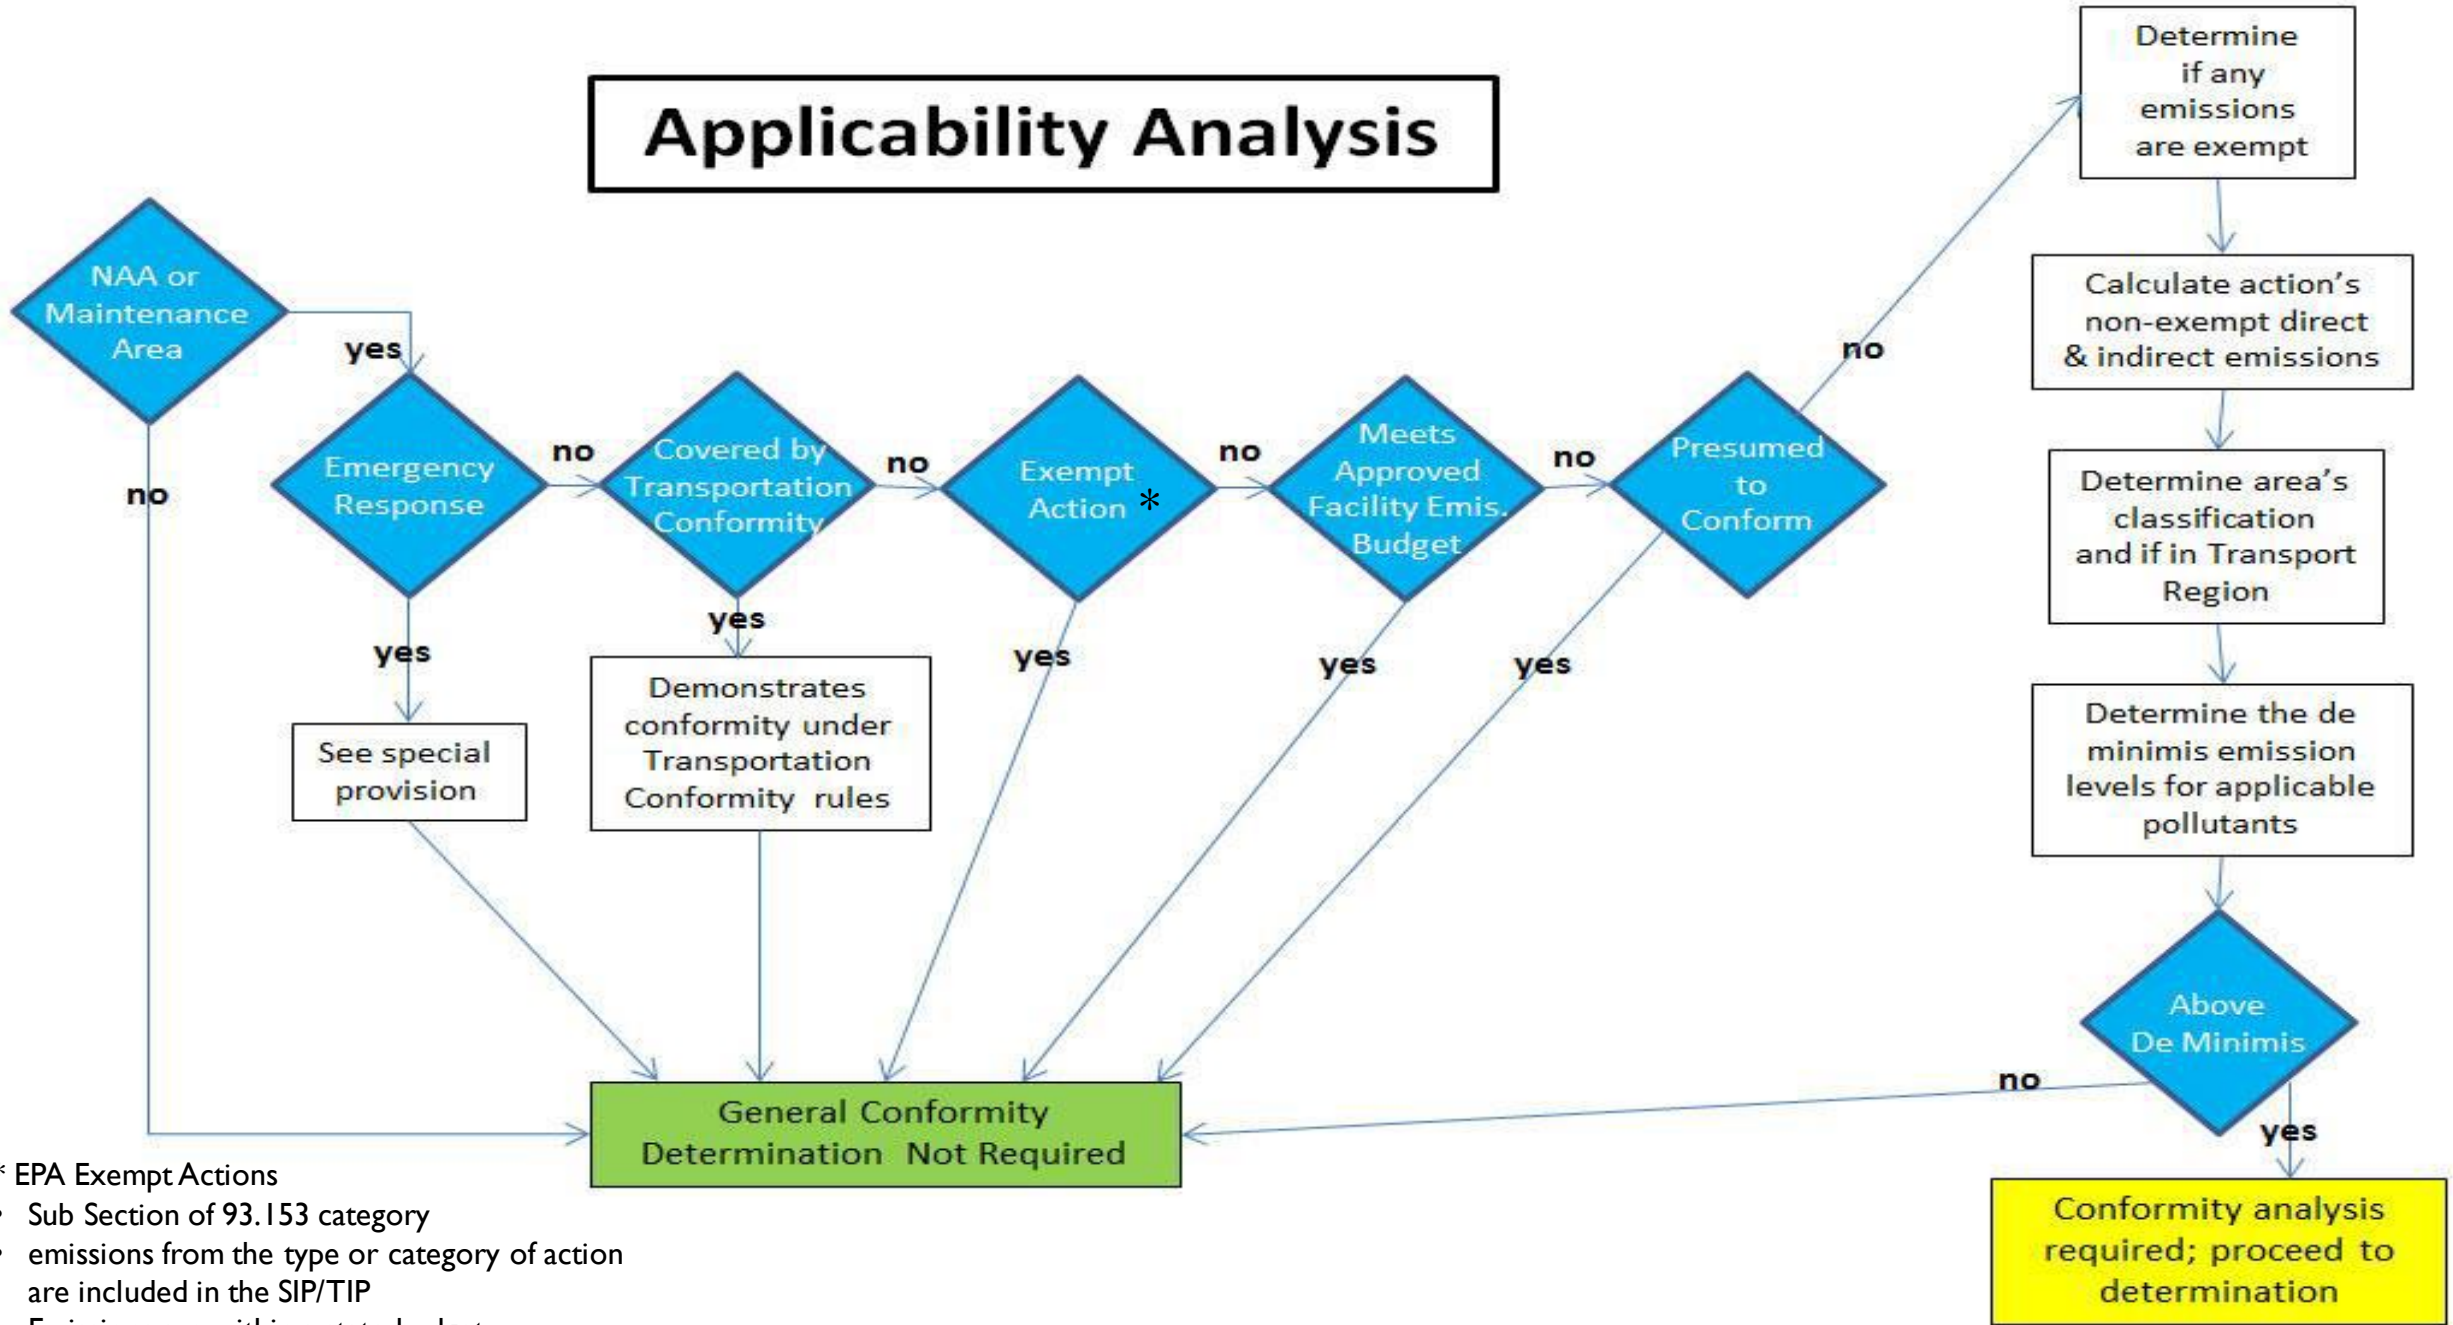 Applicability Analysis
NAA or
Maintenance
Area
yes
no
Emergency
Response
no
yes
See special
provision
Covered by
Transportation
Conformity
no
yes
Demonstrates
conformity under
Transportation
Conformity rules
Exempt
Action *
no
yes
Meets
Approved
Facility Emis.
Budget
no
yes
Presumed
to
Conform
no
yes
Determine
if any
emissions
are exempt
Calculate action’s
non-exempt direct
& indirect emissions
Determine area’s
classification
and if in Transport
Region
Determine the de
minimis emission
levels for applicable
pollutants
Above
De Minimis
no
yes
General Conformity
Determination Not Required
Conformity analysis
required; proceed to
determination
* EPA Exempt Actions
• Sub Section of 93.153 category
• emissions from the type or category of action
are included in the SIP/TIP